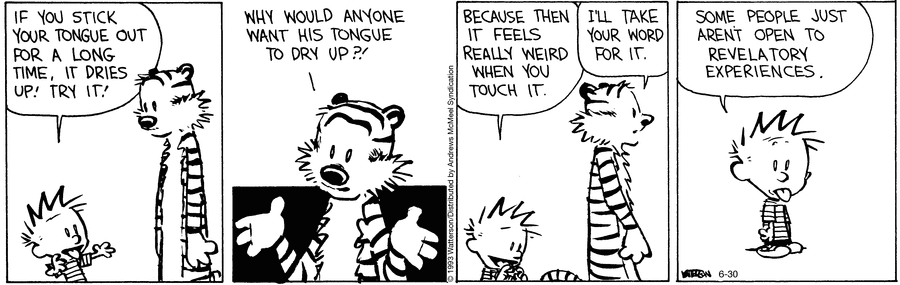 IF YOU STICK
YOUR TONGUE OUT
FOR A LONG
TIME, IT DRIES
UP! TRY IT!
WHY WOULD ANYONE
WANT HIS TONGUE
TO DRY UP?!
© 1993 Watterson/Distributed by Andrews McMeel Syndication
BECAUSE THEN
IT FEELS
REALLY WEIRD
WHEN YOU
TOUCH IT.
I'LL TAKE
YOUR WORD
FOR IT.
SOME PEOPLE JUST
AREN'T OPEN TO
REVELATORY
EXPERIENCES.
WATTERSON 6-30